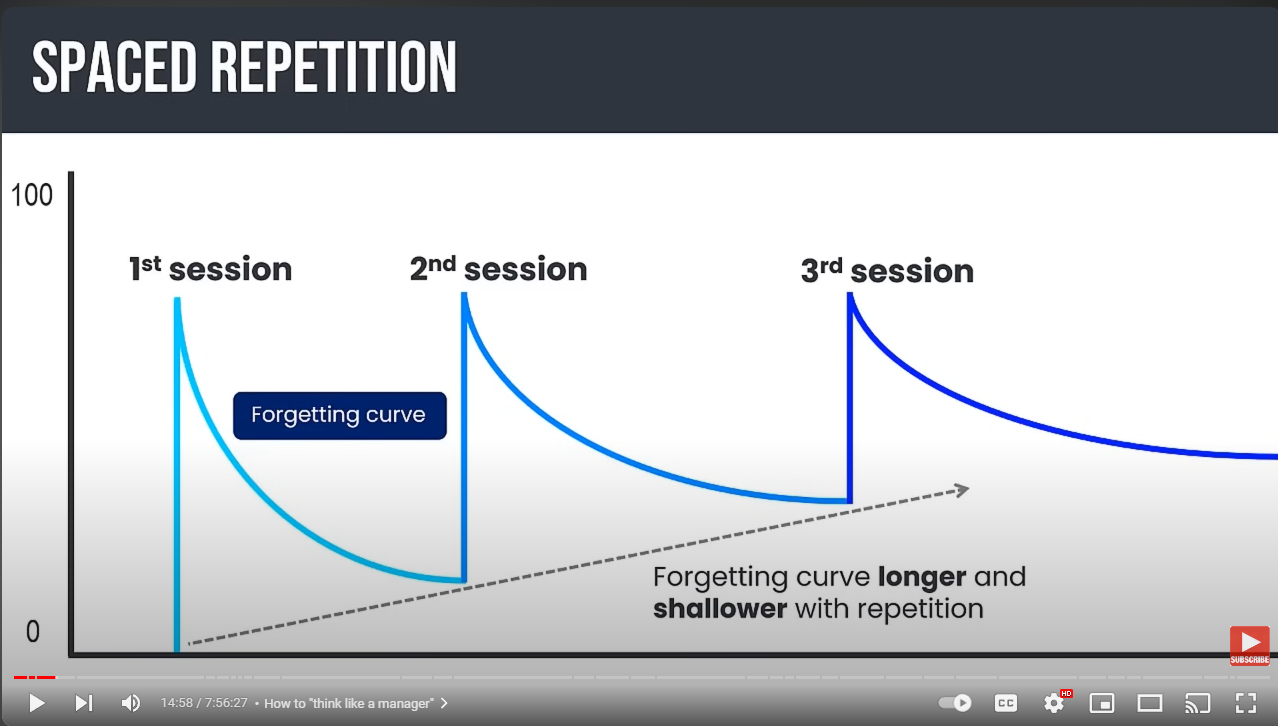 SPACED REPETITION
100
1st session
2nd session
3rd session
Forgetting curve
Forgetting curve longer and
shallower with repetition
0
SUBSCRIBE
14:58 / 7:56:27 • How to "think like a manager" >
CC
HD